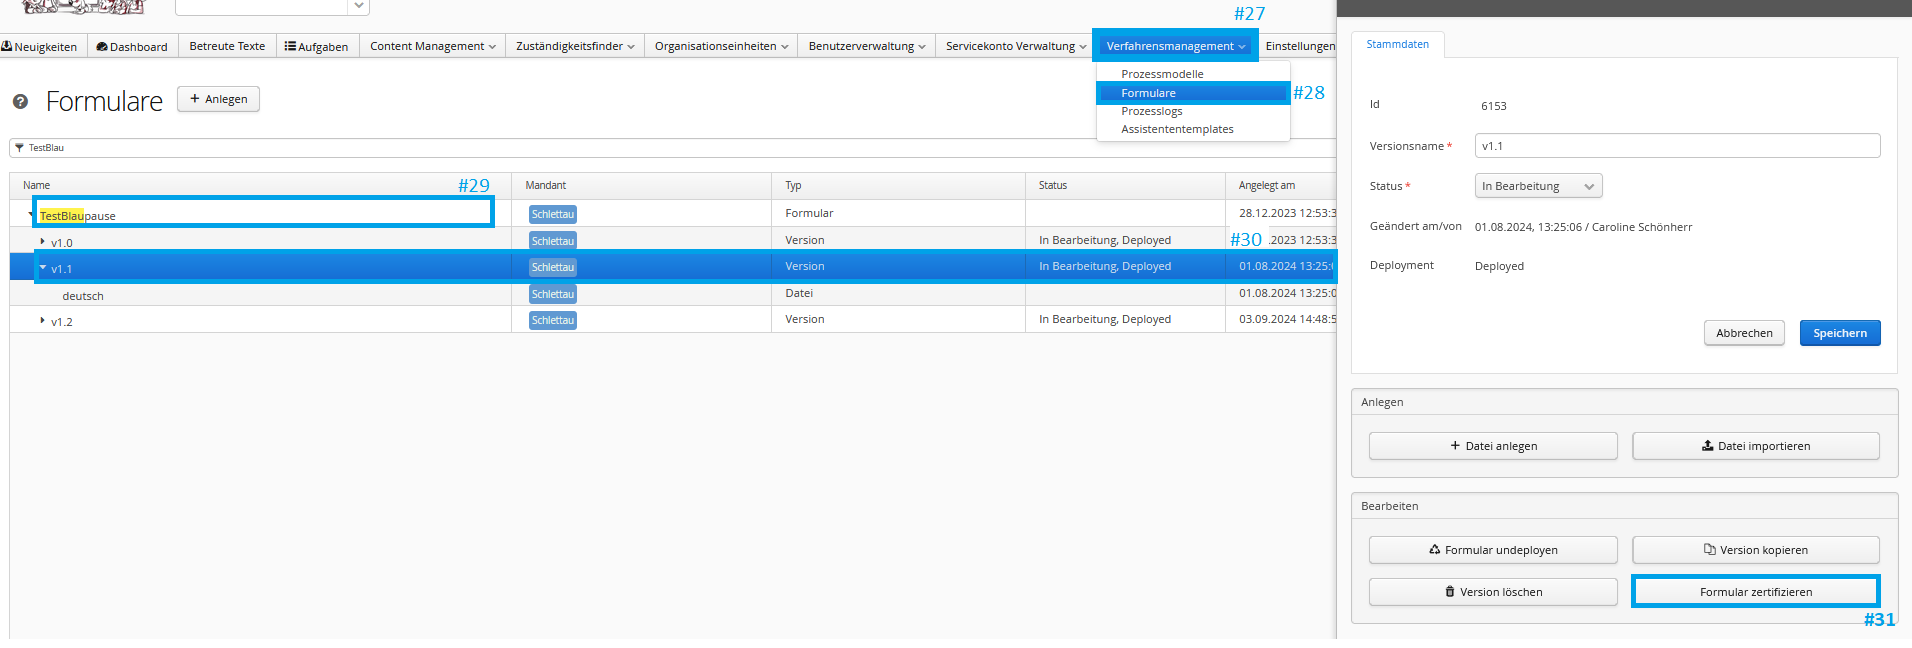 #27
Neuigkeiten Dashboard Betreute Texte Aufgaben Content Management Zuständigkeitsfinder Organisationseinheiten Benutzerverwaltung Servicekonto Verwaltung Verfahrensmanagement Einstellungen
Prozessmodelle
Formulare #28
Prozesslogs
Assistententemplates
? Formulare + Anlegen
TestBlau
Name #29 Mandant Typ Status Angelegt am
TestBlaupause Schlettau Formular 28.12.2023 12:53:3
v1.0 Schlettau Version In Bearbeitung, Deployed #30 .2023 12:53:3
v1.1 Schlettau Version In Bearbeitung, Deployed 01.08.2024 13:25:0
deutsch Schlettau Datei 01.08.2024 13:25:0
v1.2 Schlettau Version In Bearbeitung, Deployed 03.09.2024 14:48:5
Stammdaten
Id 6153
Versionsname * v1.1
Status * In Bearbeitung
Geändert am/von 01.08.2024, 13:25:06 / Caroline Schönherr
Deployment Deployed
Abbrechen Speichern
Anlegen
+ Datei anlegen Datei importieren
Bearbeiten
Formular undeployen Version kopieren
Version löschen Formular zertifizieren
#31